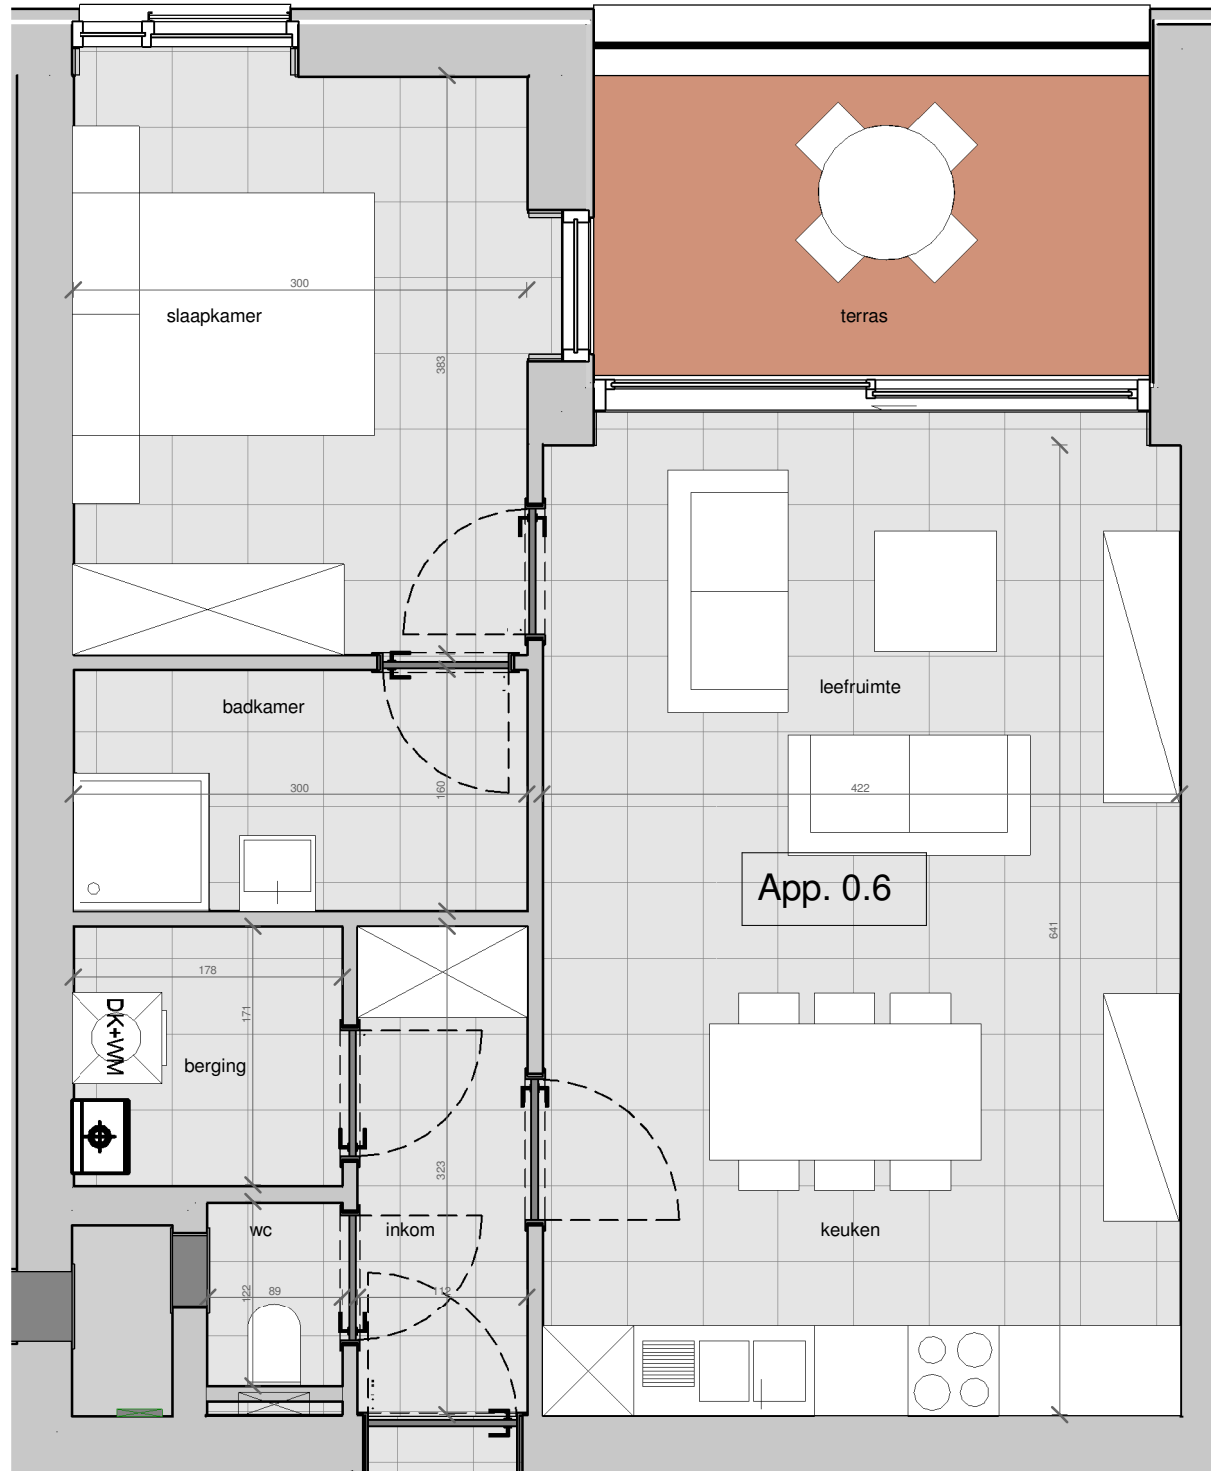 300
slaapkamer
terras
383
leefruimte
badkamer
300
160
422
App. 0.6
641
178
171
DK+WM
berging
323
wc
inkom
keuken
122
89
112